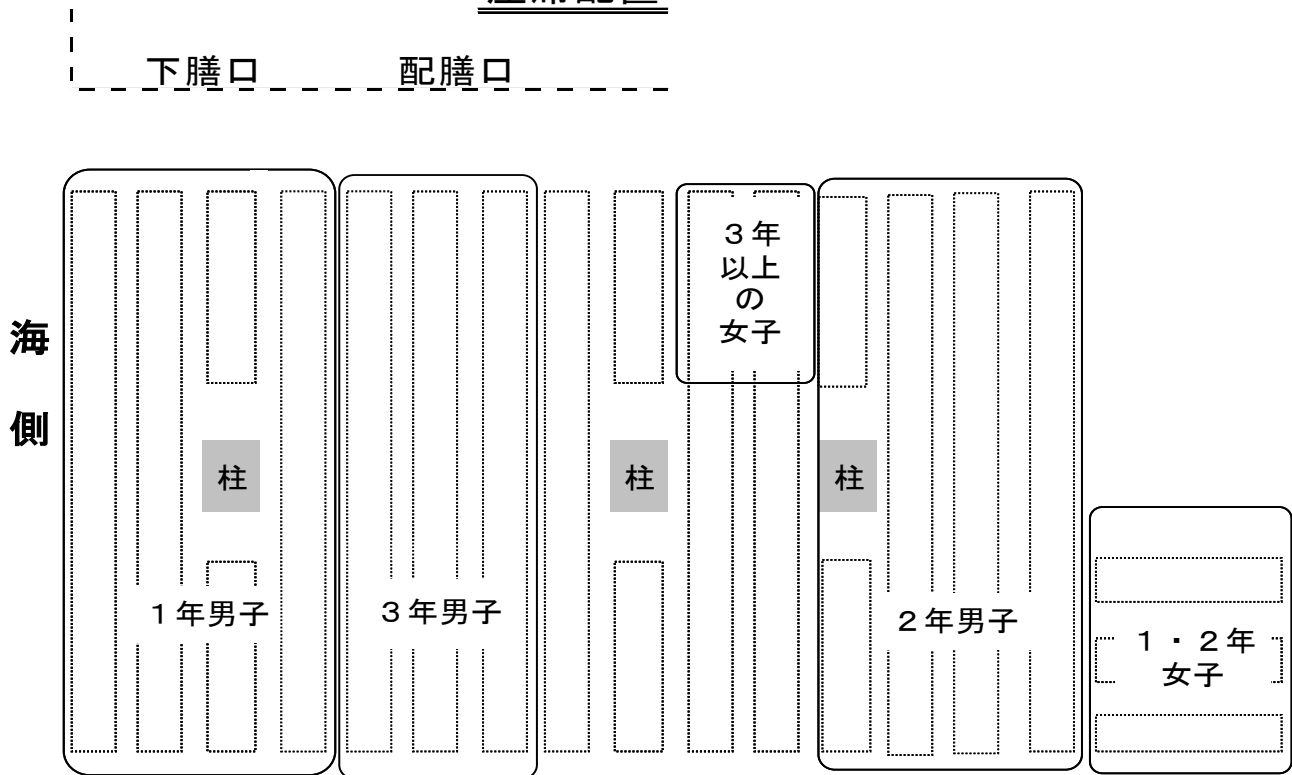 下膳口 配膳口
海側
3年
以上
の
女子
柱 柱 柱
1年男子 3年男子 2年男子
1・2年
女子